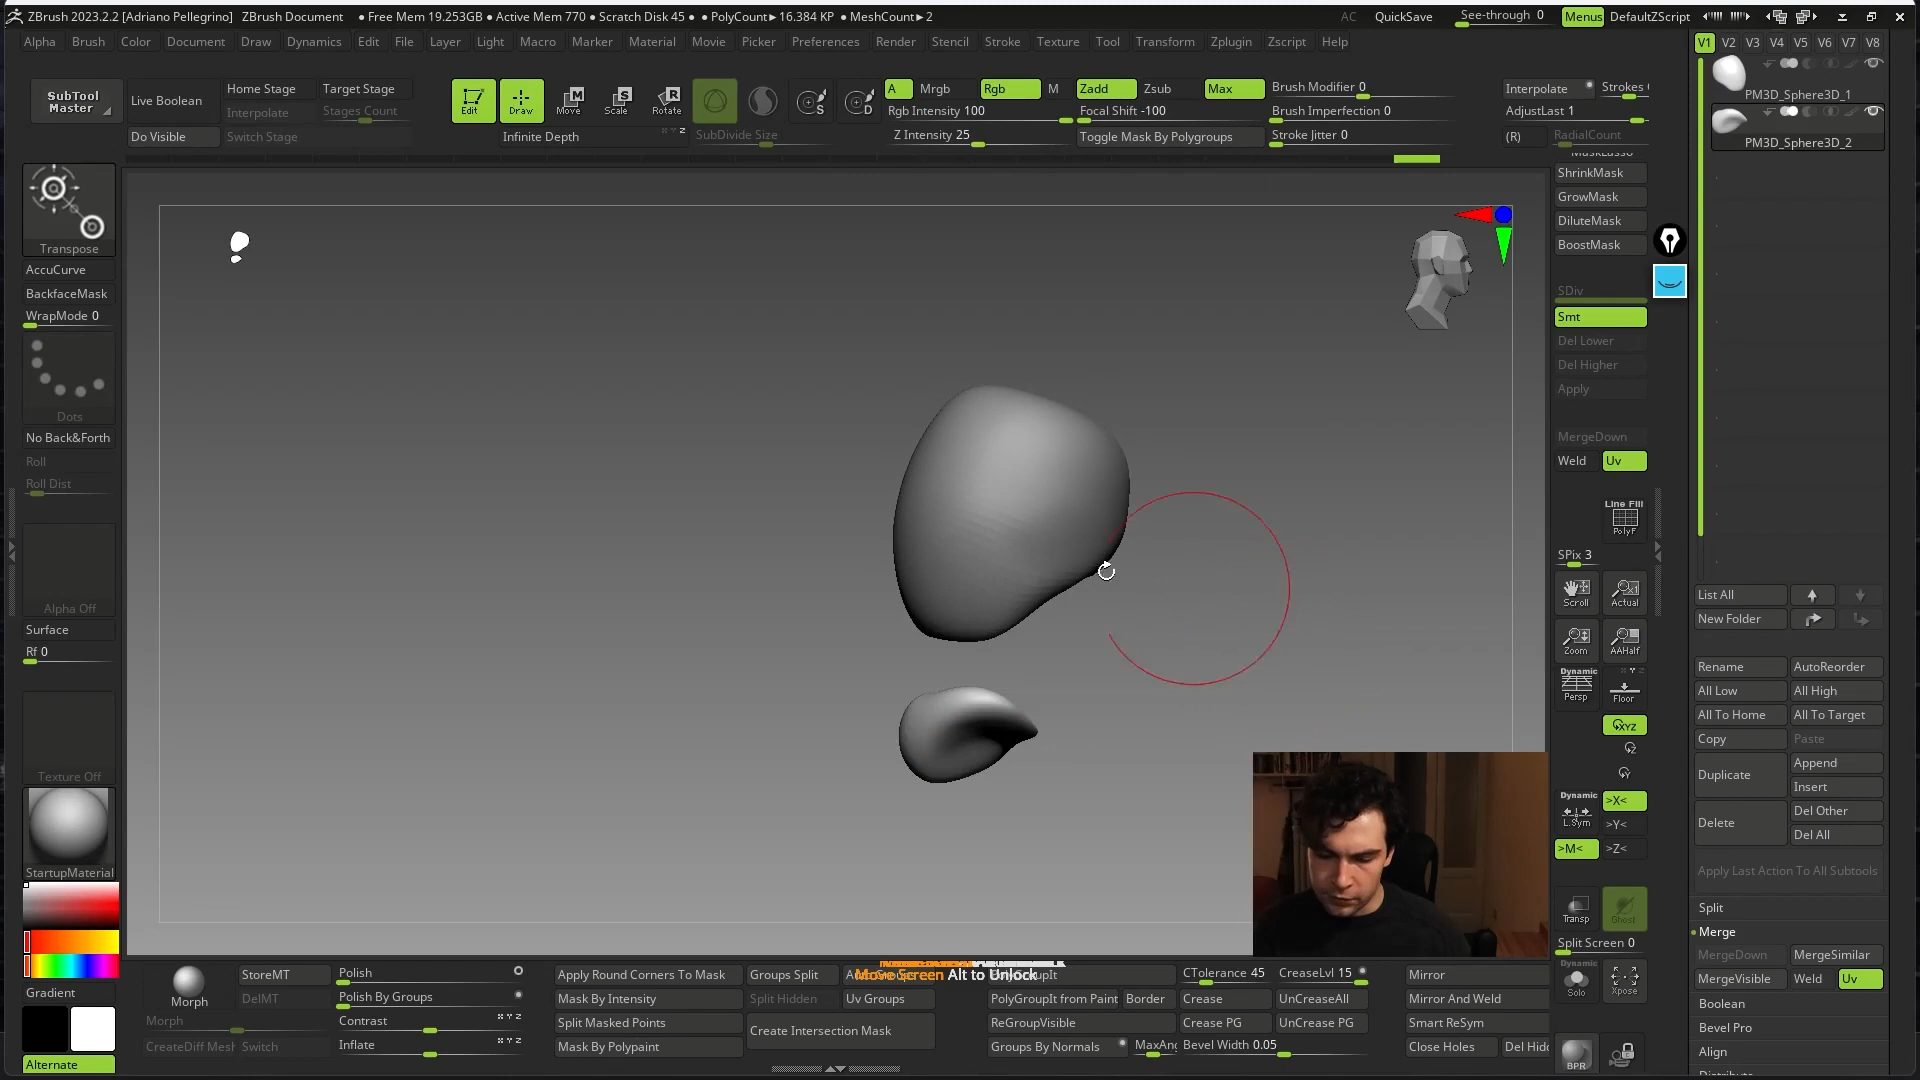 ZBrush 2023.2.2 [Adriano Pellegrino] ZBrush Document ● Free Mem 19.253GB ● Active Mem 770 ● Scratch Disk 45 ● ● PolyCount ▸ 16.384 KP ● MeshCount ▸ 2 AC QuickSave See-through 0 Menus DefaultZScript
Alpha Brush Color Document Draw Dynamics Edit File Layer Light Macro Marker Material Movie Picker Preferences Render Stencil Stroke Texture Tool Transform Zplugin Zscript Help
V1 V2 V3 V4 V5 V6 V7 V8
SubTool
Master
Live Boolean
Do Visible
Home Stage
Interpolate
Switch Stage
Target Stage
Stages Count
Edit Draw Move Scale Rotate
Infinite Depth
SubDivide Size
A Mrgb Rgb M Zadd Zsub Max Brush Modifier 0
Rgb Intensity 100 Focal Shift -100 Brush Imperfection 0
Z Intensity 25 Toggle Mask By Polygroups Stroke Jitter 0
Interpolate Strokes
AdjustLast 1
(R) RadialCount
Transpose
AccuCurve
BackfaceMask
WrapMode 0
Dots
No Back&Forth
Roll
Roll Dist
Alpha Off
Surface
Rf 0
Texture Off
StartupMaterial
Gradient
Alternate
ShrinkMask
GrowMask
DiluteMask
BoostMask
SDiv
Smt
Del Lower
Del Higher
Apply
MergeDown
Weld Uv
Line Fill
PolyF
SPix 3
Scroll Actual
Zoom AAHalf
Dynamic
Persp Floor
XYZ
Dynamic
L.Sym >X<
>Y<
>M< >Z<
Transp Ghost
Split Screen 0
Dynamic
Solo Xpose
BPR
PM3D_Sphere3D_1
PM3D_Sphere3D_2
List All
New Folder
Rename AutoReorder
All Low All High
All To Home All To Target
Copy Paste
Duplicate Append
Insert
Delete Del Other
Del All
Apply Last Action To All Subtools
Split
Merge
MergeDown MergeSimilar
MergeVisible Weld Uv
Boolean
Bevel Pro
Align
Move Screen Alt to Unlock
Morph
StoreMT
DelMT
Morph
CreateDiff Mesh Switch
Polish
Polish By Groups
Contrast
Inflate
Apply Round Corners To Mask
Mask By Intensity
Split Masked Points
Mask By Polypaint
Groups Split
Split Hidden
Uv Groups
Create Intersection Mask
PolyGroupIt from Paint Border
ReGroupVisible
Groups By Normals MaxAng
CTolerance 45 CreaseLvl 15
Crease UnCreaseAll
Crease PG UnCrease PG
Bevel Width 0.05
Mirror
Mirror And Weld
Smart ReSym
Close Holes